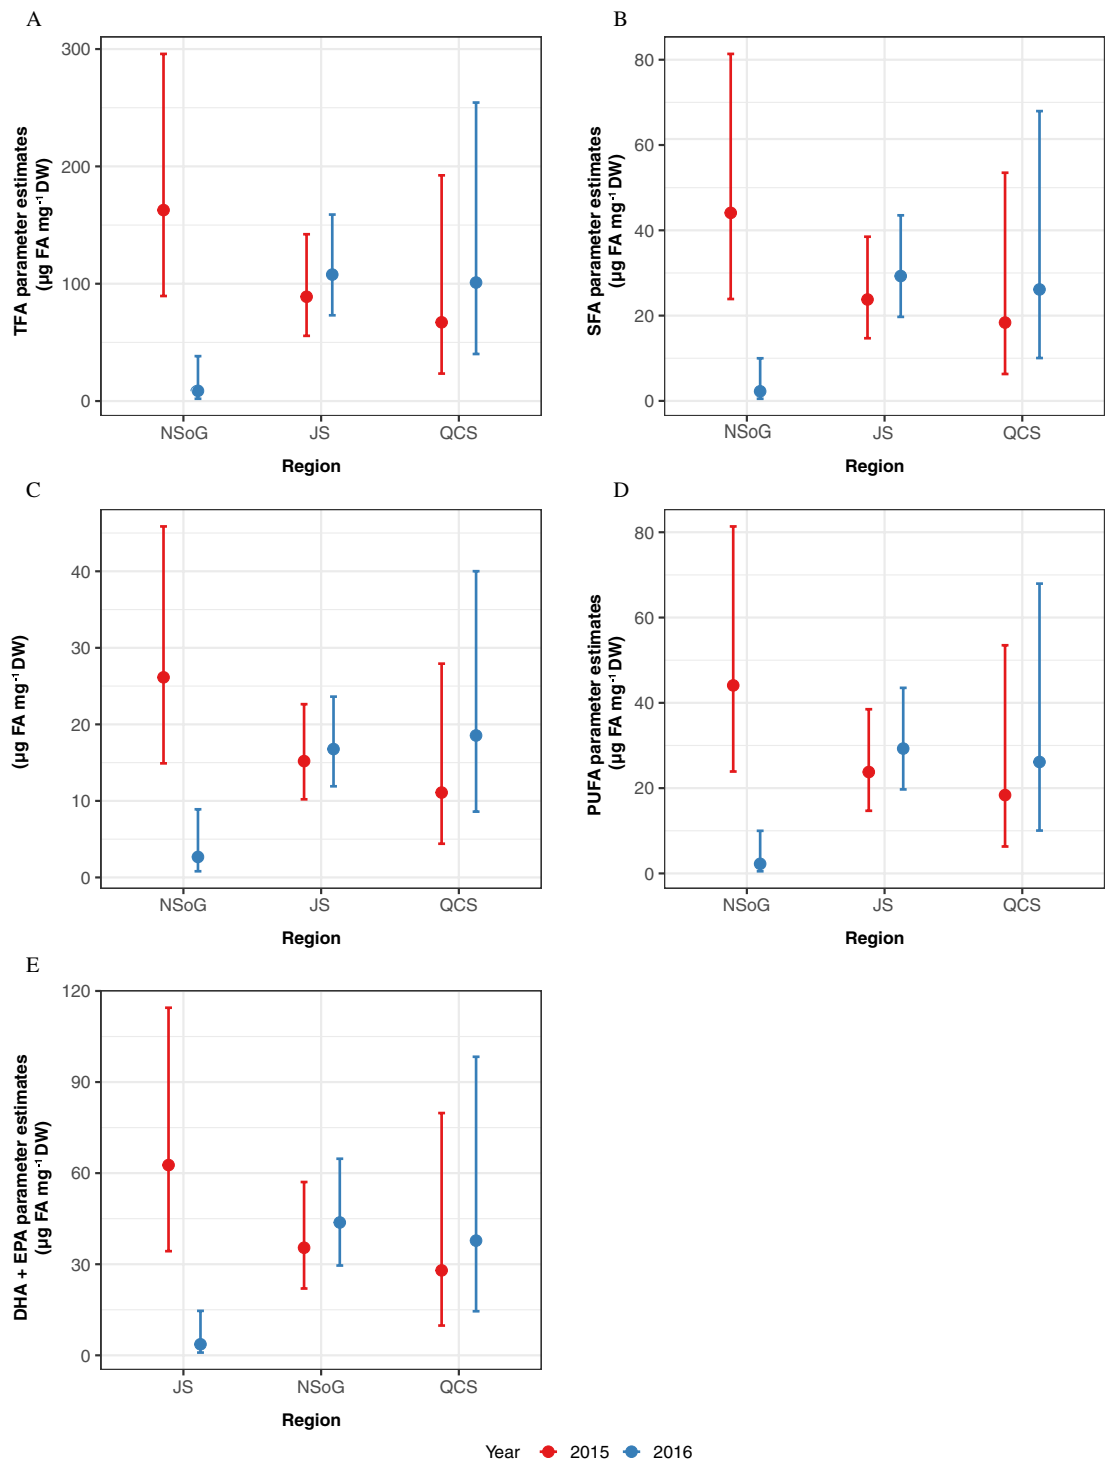 A
TFA parameter estimates
(µg FA mg⁻¹ DW)
300
200
100
0
NSoG JS QCS
Region
B
SFA parameter estimates
(µg FA mg⁻¹ DW)
80
60
40
20
0
NSoG JS QCS
Region
C
(µg FA mg⁻¹ DW)
40
30
20
10
0
NSoG JS QCS
Region
D
PUFA parameter estimates
(µg FA mg⁻¹ DW)
80
60
40
20
0
NSoG JS QCS
Region
E
DHA + EPA parameter estimates
(µg FA mg⁻¹ DW)
120
90
60
30
0
JS NSoG QCS
Region
Year 2015 2016